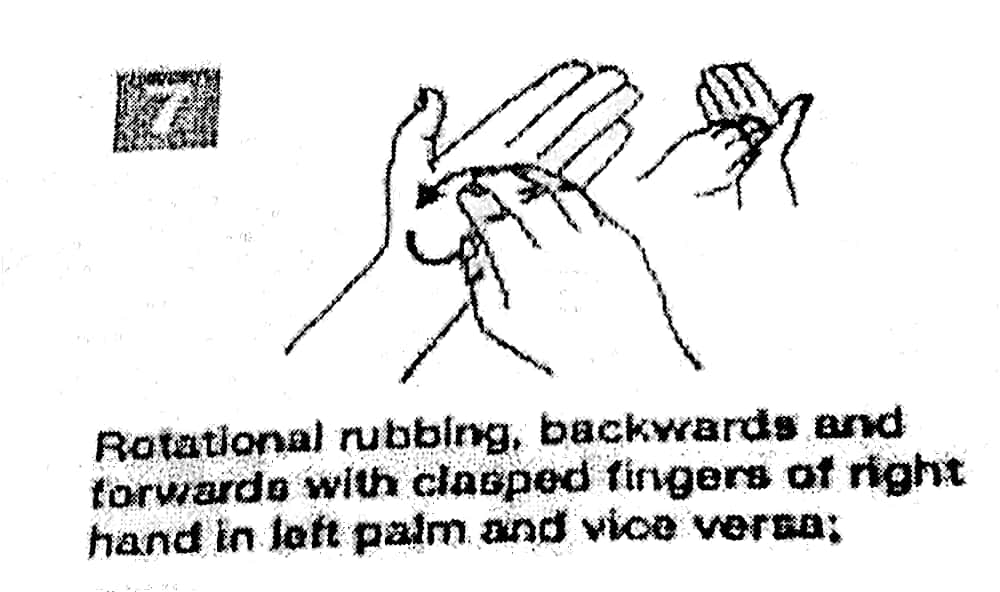 7
Rotational rubbing, backwards and
forwards with clasped fingers of right
hand in left palm and vice versa;